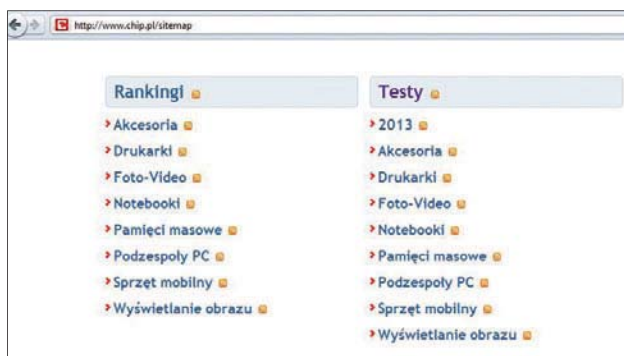 http://www.chip.pl/sitemap
Rankingi
Akcesoria
Drukarki
Foto-Video
Notebooki
Pamięci masowe
Podzespoły PC
Sprzęt mobilny
Wyświetlanie obrazu
Testy
2013
Akcesoria
Drukarki
Foto-Video
Notebooki
Pamięci masowe
Podzespoły PC
Sprzęt mobilny
Wyświetlanie obrazu